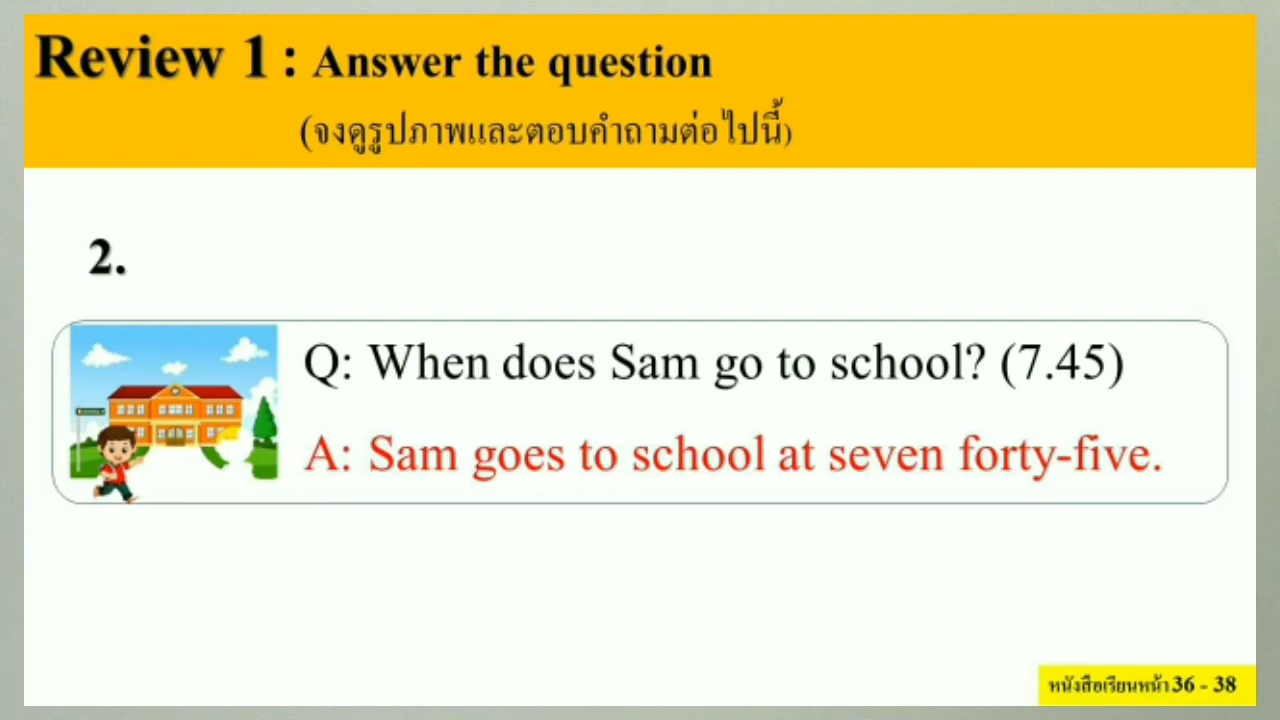 Review 1 : Answer the question
(จงดูรูปภาพและตอบคำถามต่อไปนี้)
2.
Q: When does Sam go to school? (7.45)
A: Sam goes to school at seven forty-five.
หนังสือเรียนหน้า 36 - 38